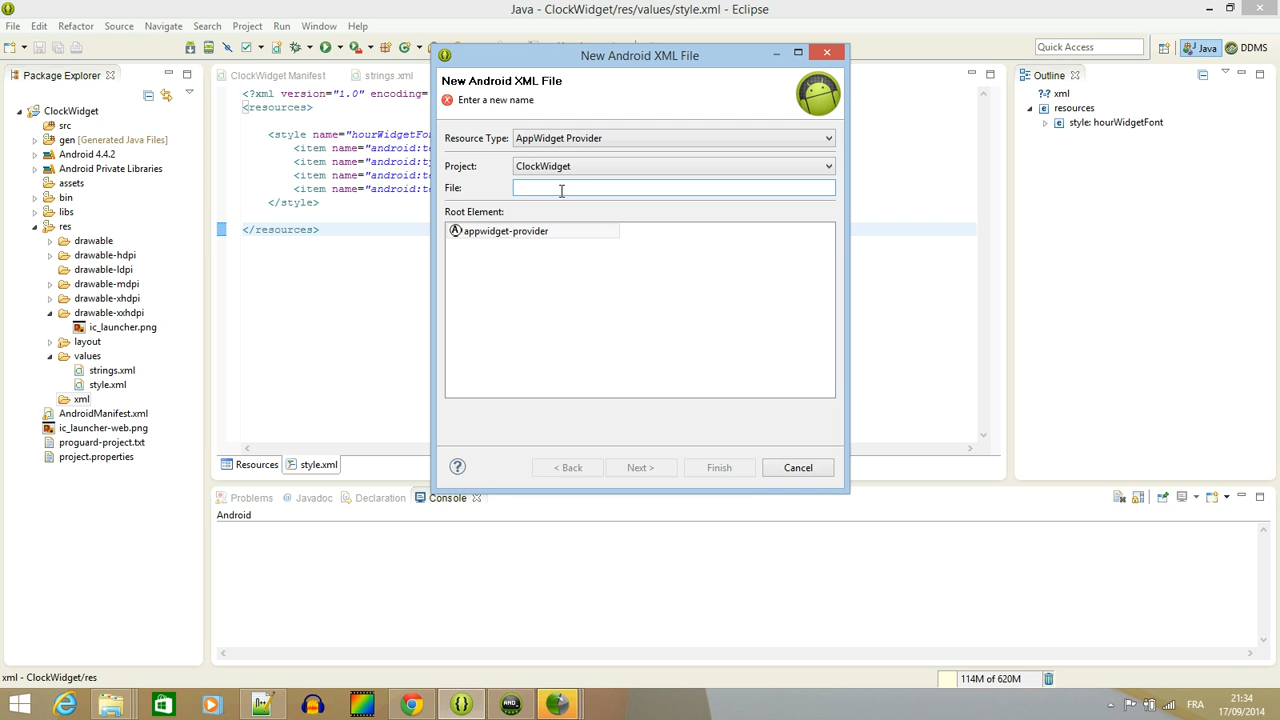 Java - ClockWidget/res/values/style.xml - Eclipse
File Edit Refactor Source Navigate Search Project Run Window Help
Quick Access
Java
DDMS
Package Explorer
ClockWidget
src
gen [Generated Java Files]
Android 4.4.2
Android Private Libraries
assets
bin
libs
res
drawable
drawable-hdpi
drawable-ldpi
drawable-mdpi
drawable-xhdpi
drawable-xxhdpi
ic_launcher.png
layout
values
strings.xml
style.xml
xml
AndroidManifest.xml
ic_launcher-web.png
proguard-project.txt
project.properties
ClockWidget Manifest
strings.xml
<?xml version="1.0" encoding=
<resources>
<style name="hourWidgetFon
<item name="android:te
<item name="android:ty
<item name="android:te
<item name="android:te
</style>
</resources>
Resources
style.xml
New Android XML File
New Android XML File
Enter a new name
Resource Type: AppWidget Provider
Project: ClockWidget
File:
Root Element:
A appwidget-provider
< Back
Next >
Finish
Cancel
Outline
xml
resources
style: hourWidgetFont
Problems
Javadoc
Declaration
Console
Android
xml - ClockWidget/res
114M of 620M
FRA
21:34
17/09/2014